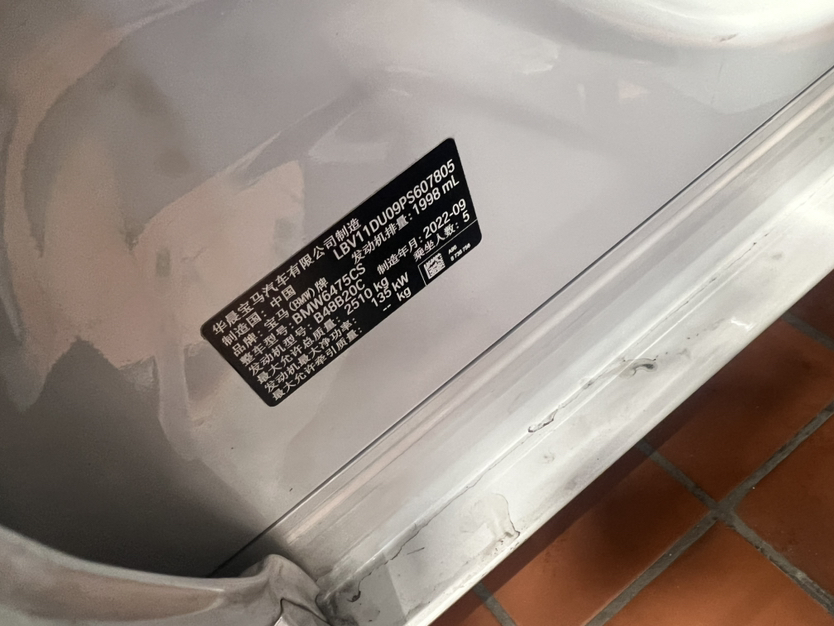 华晨宝马汽车有限公司制造
制造国: 中国 LBV11DU09PS607805
品牌: 宝马(BMW)牌 发动机排量: 1998 mL
整车型号: BMW6475CS
发动机型号: B48B20C 制造年月: 2022-09
最大允许总质量: 2510 kg 乘坐人数: 5
发动机最大净功率: 135 kW
最大允许牵引质量: -- kg